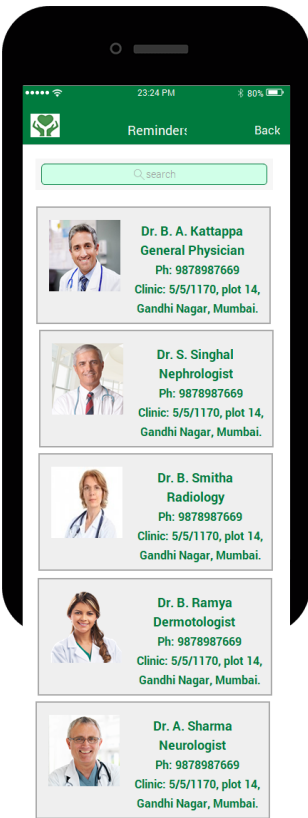 23:24 PM
80%
Reminders
Back
search
Dr. B. A. Kattappa
General Physician
Ph: 9878987669
Clinic: 5/5/1170, plot 14,
Gandhi Nagar, Mumbai.
Dr. S. Singhal
Nephrologist
Ph: 9878987669
Clinic: 5/5/1170, plot 14,
Gandhi Nagar, Mumbai.
Dr. B. Smitha
Radiology
Ph: 9878987669
Clinic: 5/5/1170, plot 14,
Gandhi Nagar, Mumbai.
Dr. B. Ramya
Dermotologist
Ph: 9878987669
Clinic: 5/5/1170, plot 14,
Gandhi Nagar, Mumbai.
Dr. A. Sharma
Neurologist
Ph: 9878987669
Clinic: 5/5/1170, plot 14,
Gandhi Nagar, Mumbai.